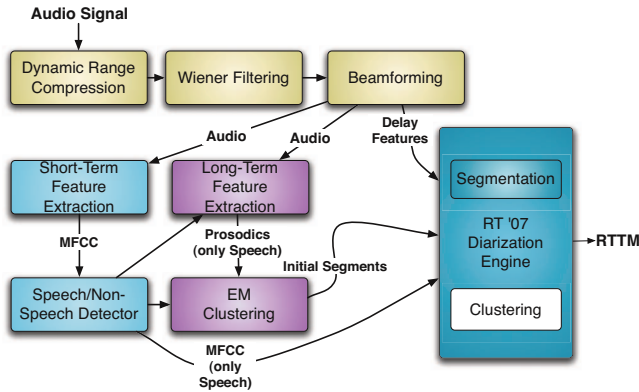 Audio Signal
Dynamic Range
Compression
Wiener Filtering
Beamforming
Audio
Audio
Delay
Features
Short-Term
Feature
Extraction
Long-Term
Feature
Extraction
Segmentation
MFCC
Prosodics
(only Speech)
RT '07
Diarization
Engine
RTTM
Initial Segments
Speech/Non-
Speech Detector
EM
Clustering
Clustering
MFCC
(only
Speech)